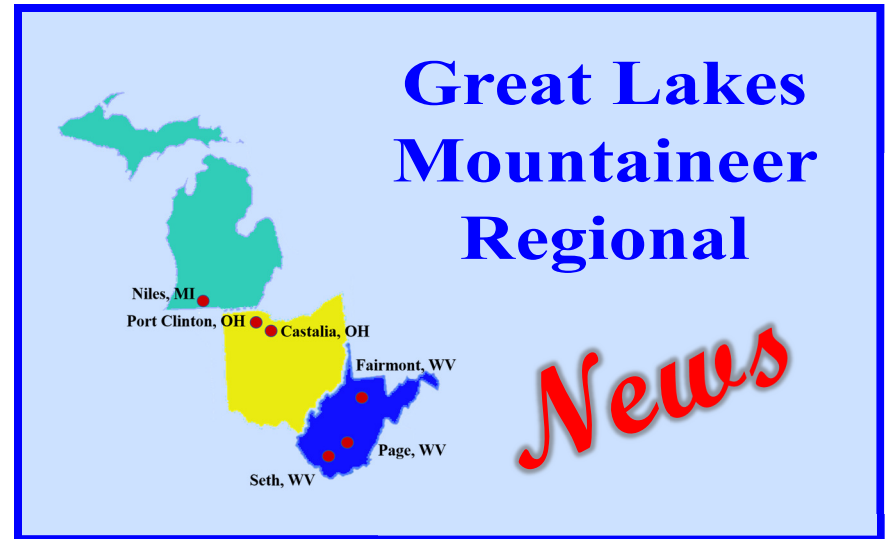 Great Lakes
Mountaineer
Regional
News
Niles, MI
Port Clinton, OH
Castalia, OH
Fairmont, WV
Page, WV
Seth, WV